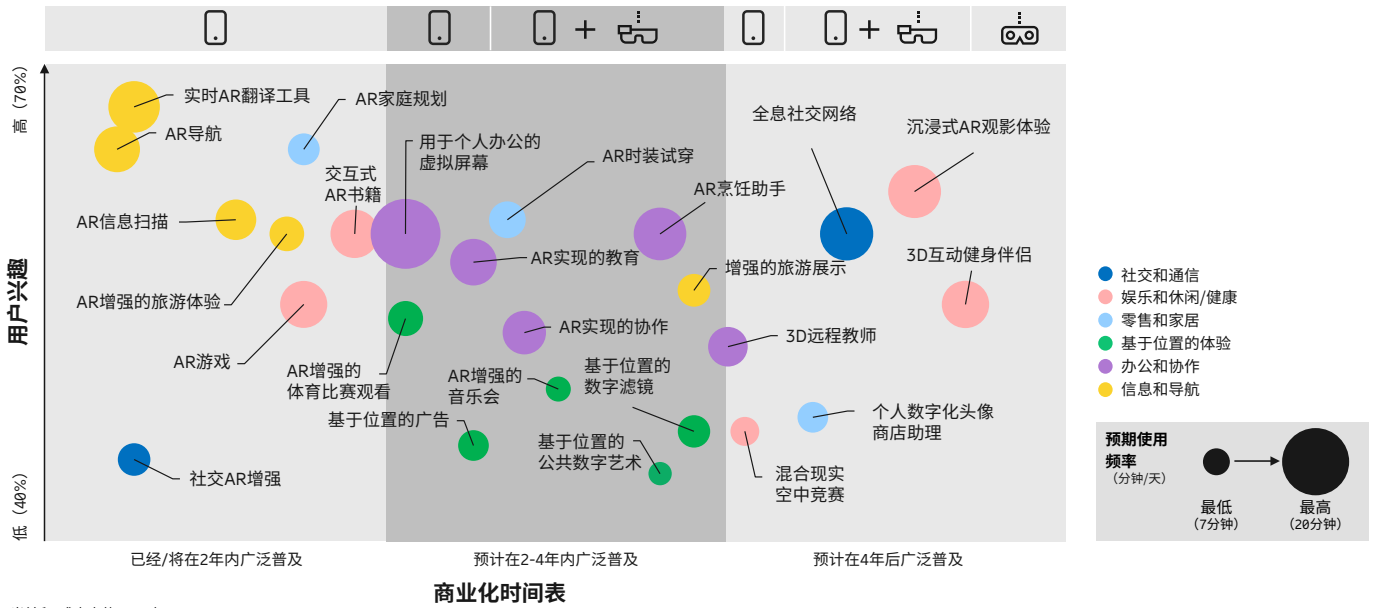 高（70%）
用户兴趣
低（40%）
实时AR翻译工具
AR导航
AR家庭规划
交互式
AR书籍
AR信息扫描
AR增强的旅游体验
AR游戏
社交AR增强
用于个人办公的
虚拟屏幕
AR时装试穿
AR烹饪助手
AR实现的教育
增强的旅游展示
AR实现的协作
AR增强的
体育比赛观看
AR增强的
音乐会
基于位置的
数字滤镜
基于位置的广告
基于位置的
公共数字艺术
全息社交网络
沉浸式AR观影体验
3D互动健身伴侣
3D远程教师
个人数字化头像
商店助理
混合现实
空中竞赛
已经/将在2年内广泛普及
预计在2-4年内广泛普及
预计在4年后广泛普及
商业化时间表
社交和通信
娱乐和休闲/健康
零售和家居
基于位置的体验
办公和协作
信息和导航
预期使用
频率
（分钟/天）
最低
（7分钟）
最高
（20分钟）